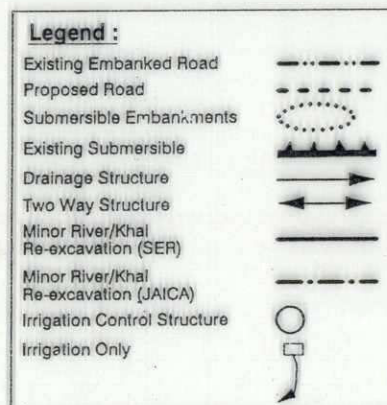 Legend :
Existing Embanked Road
Proposed Road
Submersible Embankments
Existing Submersible
Drainage Structure
Two Way Structure
Minor River/Khal
Re-excavation (SER)
Minor River/Khal
Re-excavation (JAICA)
Irrigation Control Structure
Irrigation Only